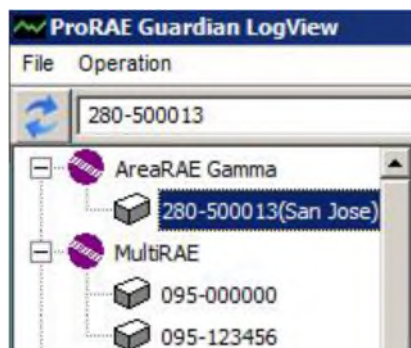 ProRAE Guardian LogView
File Operation
280-500013
AreaRAE Gamma
280-500013(San Jose)
MultiRAE
095-000000
095-123456